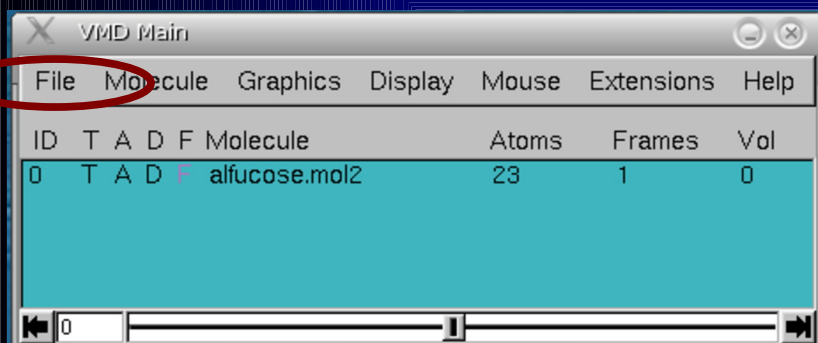 VMD Main
File Molecule Graphics Display Mouse Extensions Help
ID T A D F Molecule Atoms Frames Vol
0 T A D F alfucose.mol2 23 1 0
0